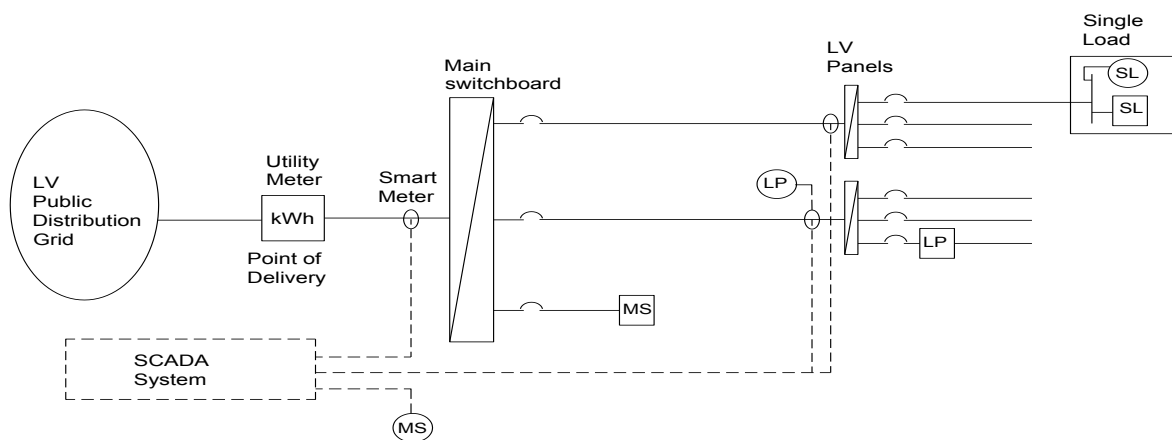 Single
Load
SL
SL
LV
Panels
Main
switchboard
Utility
Meter
Smart
Meter
LP
LV
Public
Distribution
Grid
kWh
LP
Point of
Delivery
MS
SCADA
System
MS